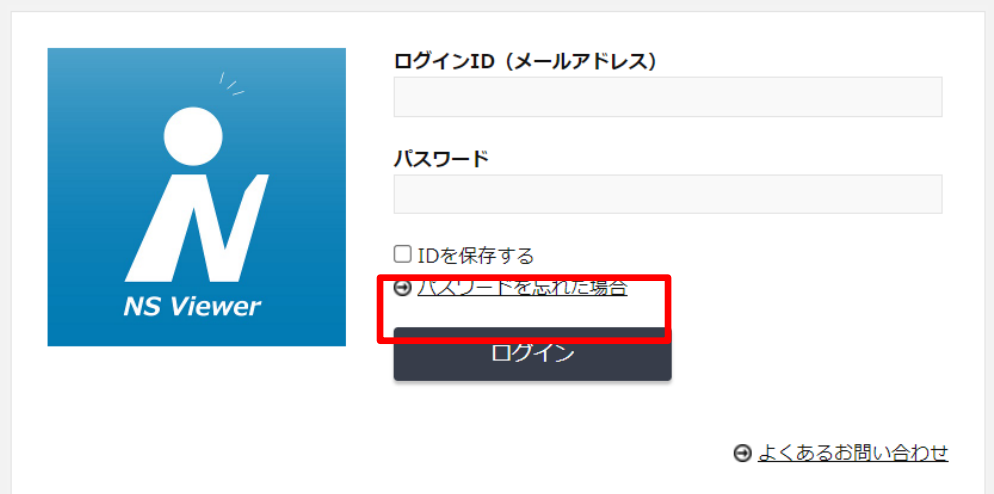 ログインID（メールアドレス）
パスワード
IDを保存する
パスワードを忘れた場合
ログイン
NS Viewer
よくあるお問い合わせ